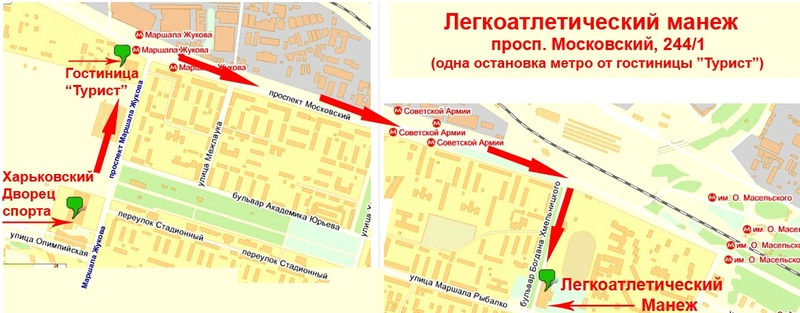 Легкоатлетический манеж
просп. Московский, 244/1
(одна остановка метро от гостиницы ”Турист”)
Маршала Жукова
Маршала Жукова
Маршала Жукова
Гостиница
“Турист”
проспект Московский
Советской Армии
Советской Армии
Советской Армии
проспект Маршала Жукова
улица Межлаука
Харьковский
Дворец
спорта
бульвар Академика Юрьева
переулок Стадионный
переулок Стадионный
улица Олимпийская
Маршала Жукова
им. О. Масельского
им. О. Масельского
им. О. Масельского
им. О. Масельс
бульвар Богдана Хмельницкого
улица Маршала Рыбалко
Легкоатлетический
Манеж